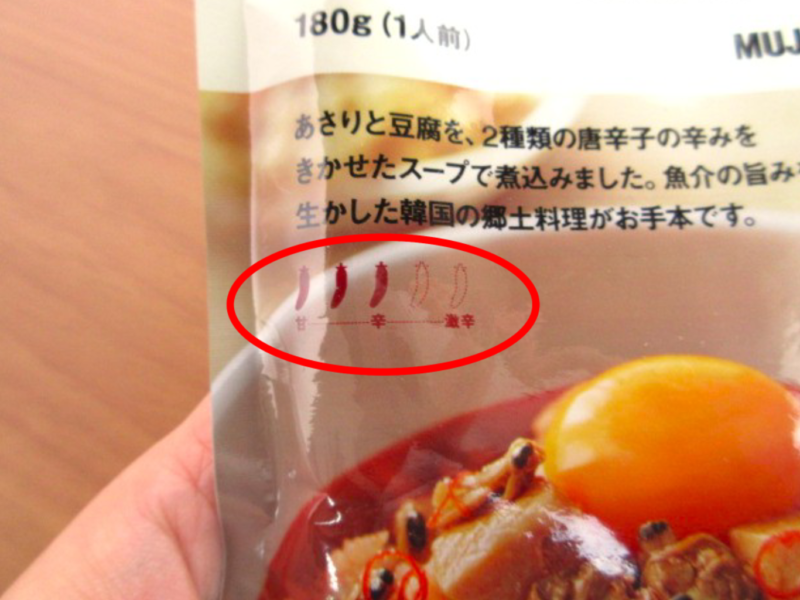 180g (1人前)
MUJ
あさりと豆腐を、2種類の唐辛子の辛みを
きかせたスープで煮込みました。魚介の旨みを
生かした韓国の郷土料理がお手本です。
甘 辛 激辛